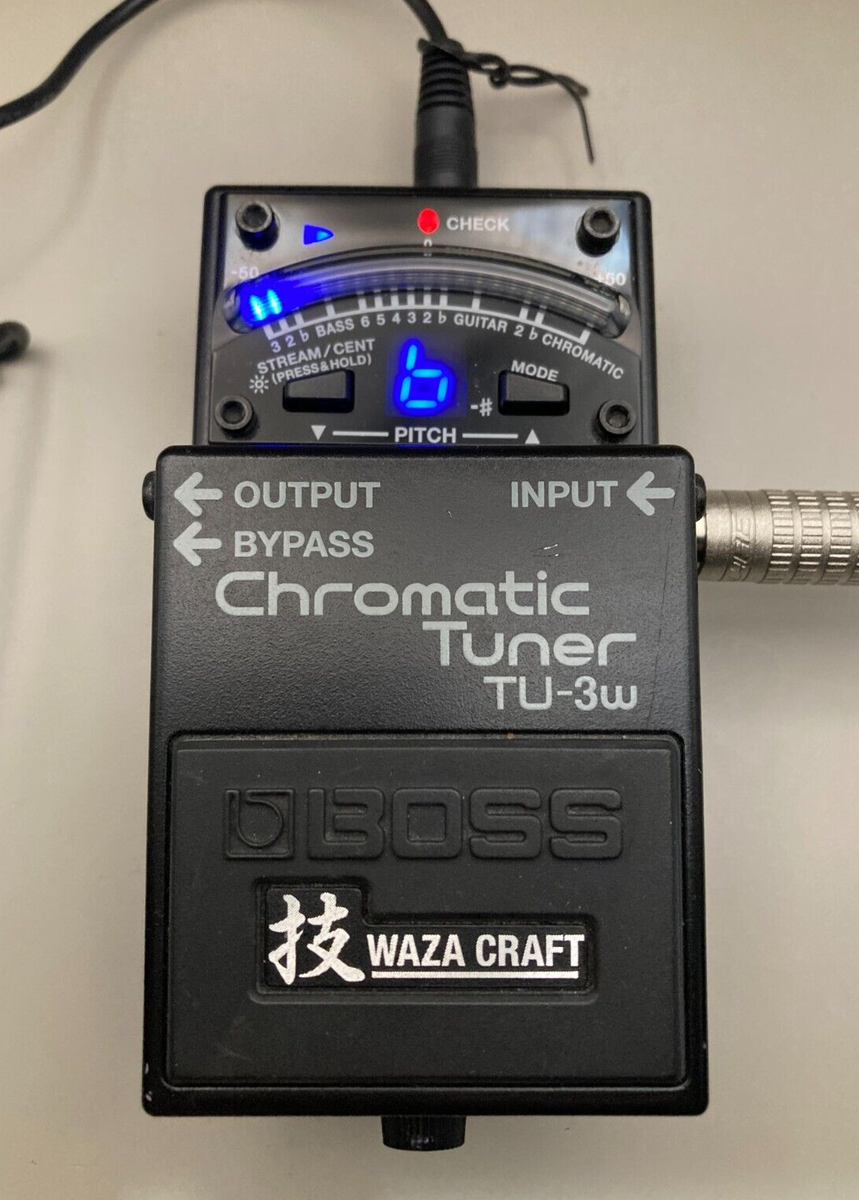 CHECK
0
-50 +50
3 2 ♭ BASS 6 5 4 3 2 ♭ GUITAR 2 ♭ CHROMATIC
STREAM/CENT
(PRESS&HOLD)
MODE
b
-#
▼ PITCH ▲
← OUTPUT
INPUT ←
← BYPASS
Chromatic
Tuner
TU-3w
BOSS
技 WAZA CRAFT